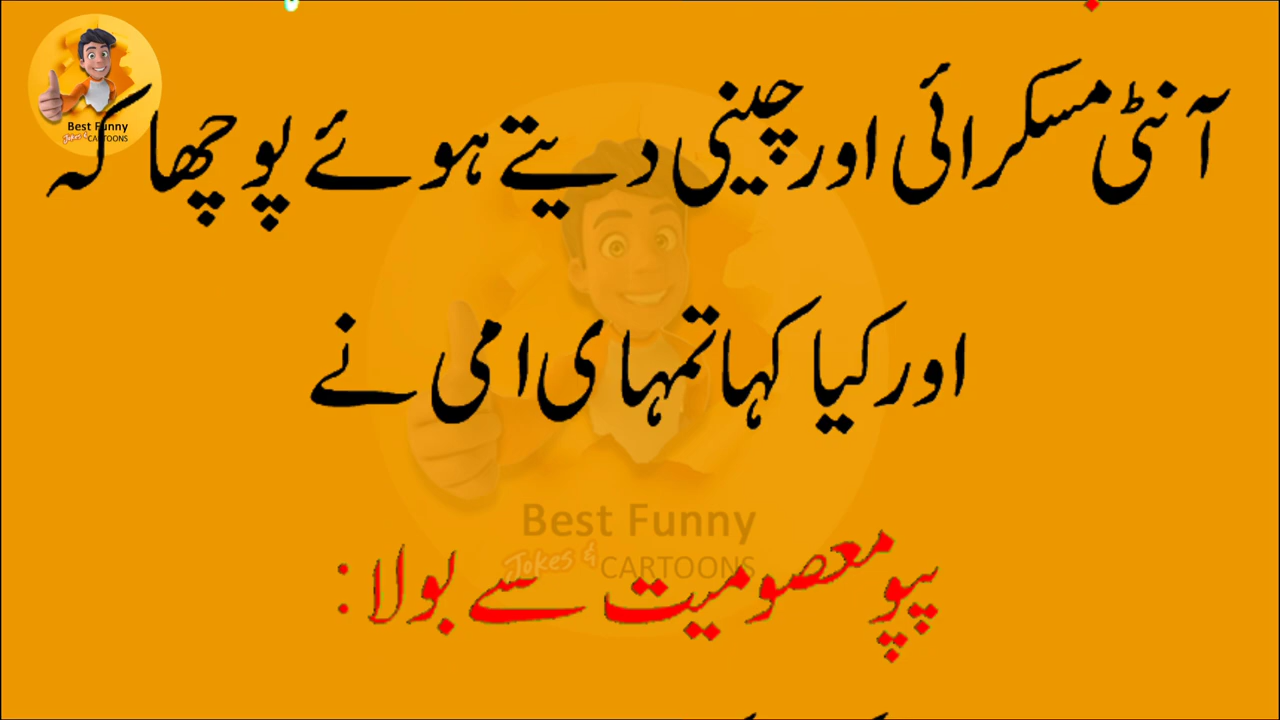 Best Funny
Jokes & CARTOONS
آنٹی مسکرائی اور چینی دیتے ہوئے پوچھا کہ
اور کیا کہا تمہای امی نے
Best Funny
Jokes & CARTOONS
پپو معصومیت سے بولا: